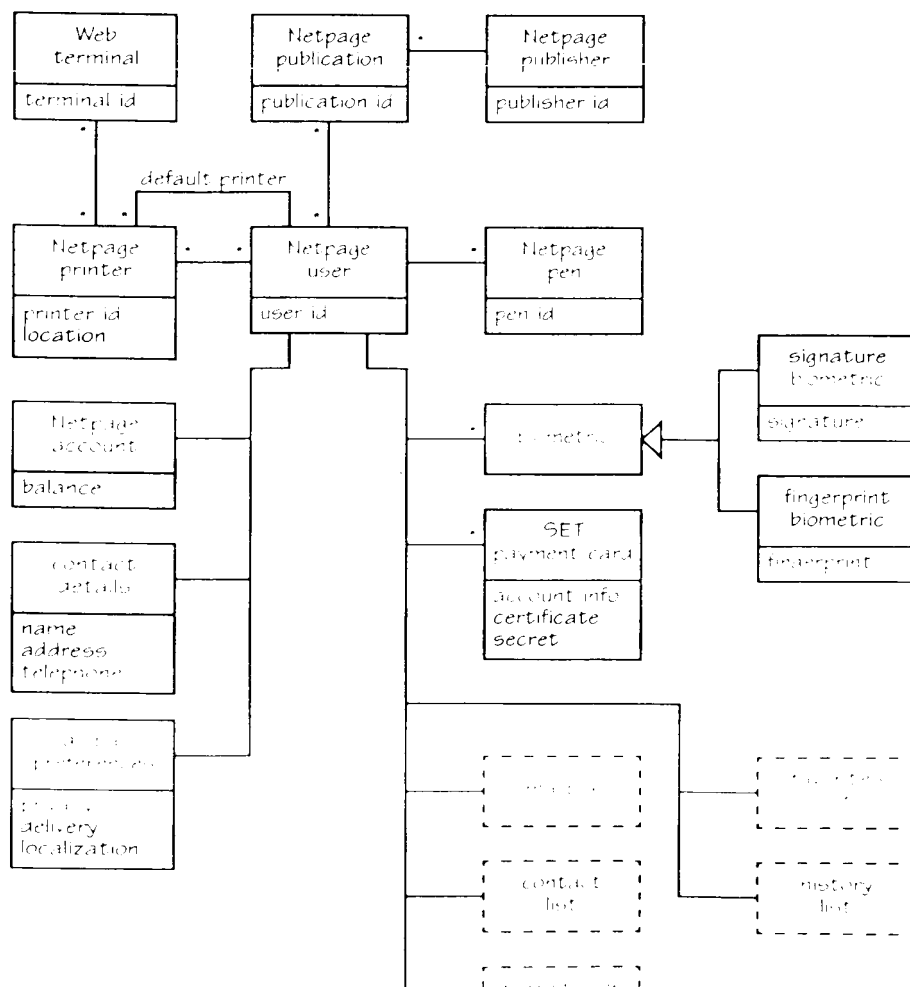 Web
terminal
terminal id
Netpage
publication
publication id
Netpage
publisher
publisher id
default printer
Netpage
printer
printer id
location
Netpage
user
user id
Netpage
pen
pen id
signature
biometric
signature
Netpage
account
balance
biometric
fingerprint
biometric
fingerprint
SET
payment card
account info
certificate
secret
contact
details
name
address
telephone
preferences
delivery
localization
contact
list
history
list